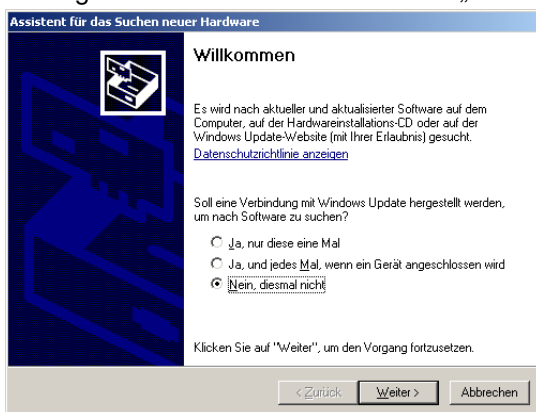 Assistent für das Suchen neuer Hardware
Willkommen
Es wird nach aktueller und aktualisierter Software auf dem
Computer, auf der Hardwareinstallations-CD oder auf der
Windows Update-Website (mit Ihrer Erlaubnis) gesucht.
Datenschutzrichtlinie anzeigen
Soll eine Verbindung mit Windows Update hergestellt werden,
um nach Software zu suchen?
Ja, nur diese eine Mal
Ja, und jedes Mal, wenn ein Gerät angeschlossen wird
Nein, diesmal nicht
Klicken Sie auf "Weiter", um den Vorgang fortzusetzen.
< Zurück Weiter > Abbrechen